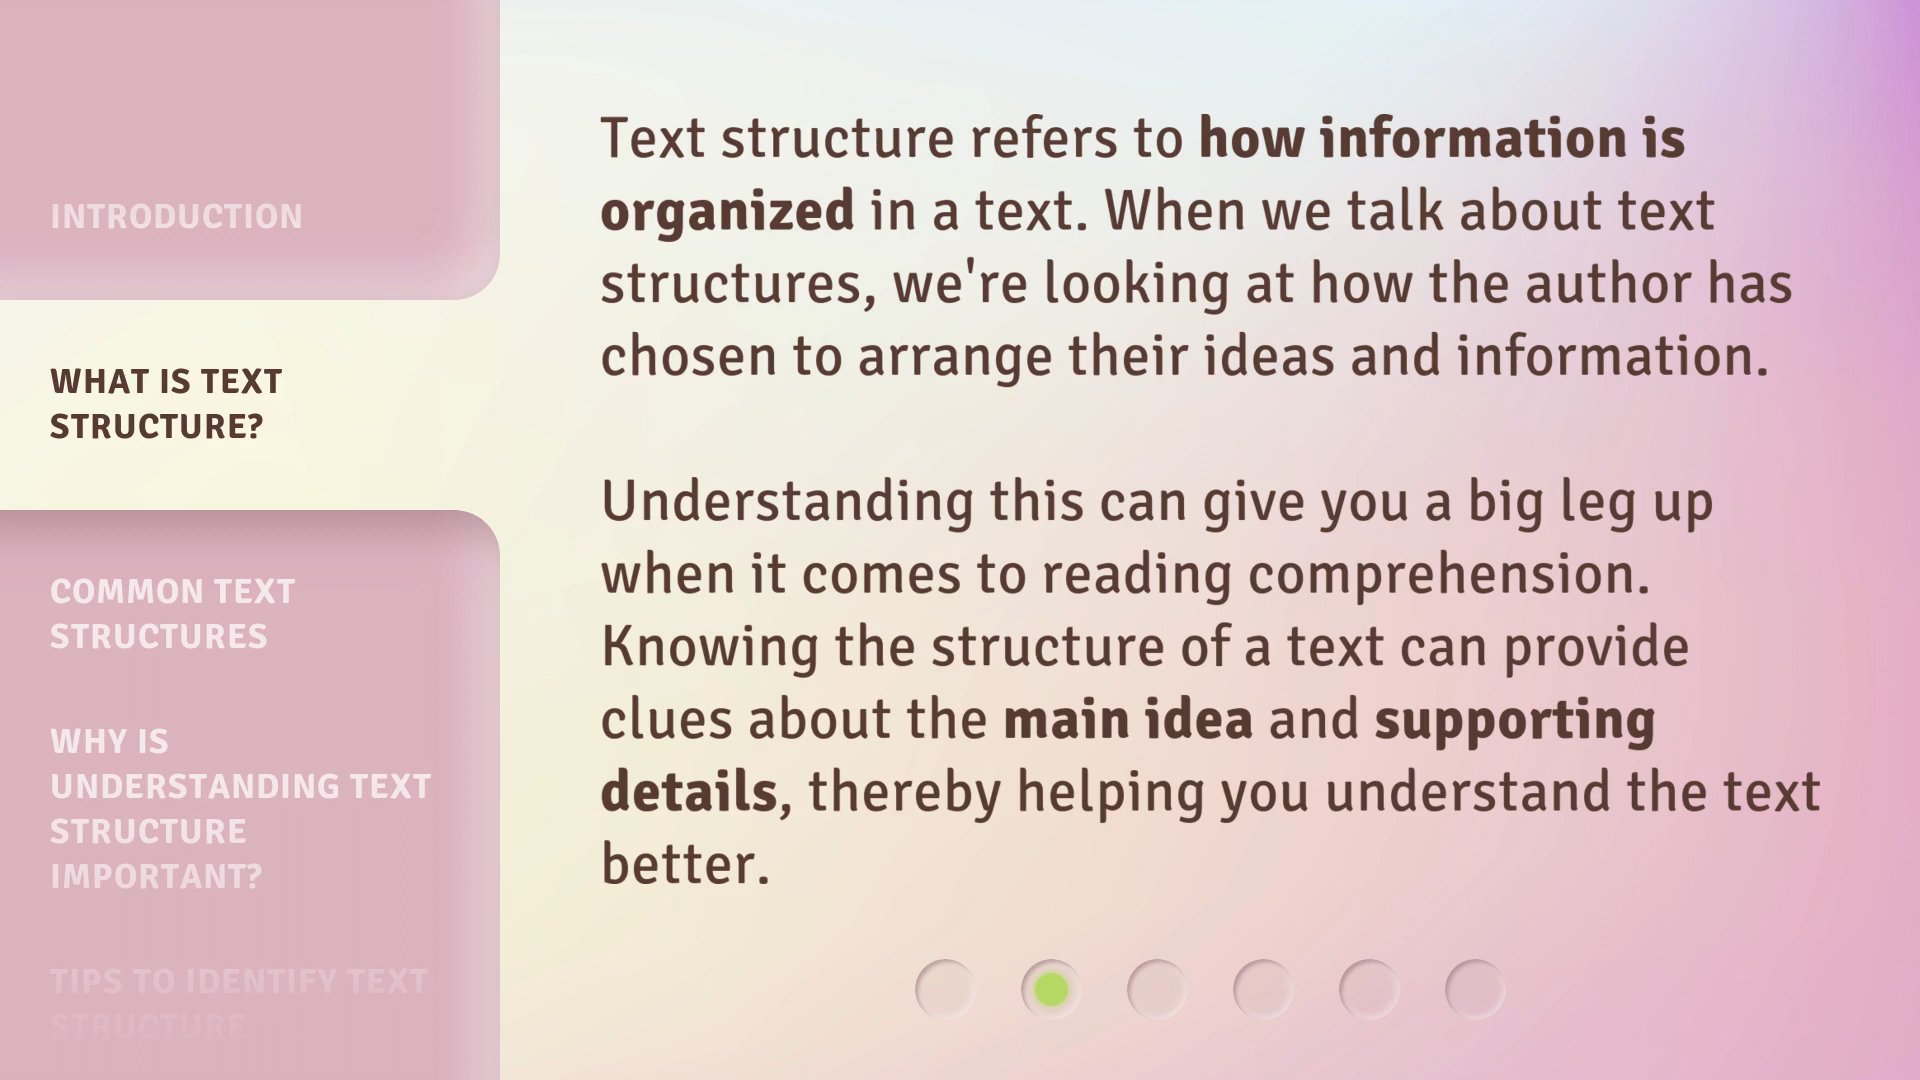 INTRODUCTION
WHAT IS TEXT
STRUCTURE?
COMMON TEXT
STRUCTURES
WHY IS
UNDERSTANDING TEXT
STRUCTURE
IMPORTANT?
TIPS TO IDENTIFY TEXT
STRUCTURE
Text structure refers to how information is
organized in a text. When we talk about text
structures, we're looking at how the author has
chosen to arrange their ideas and information.
Understanding this can give you a big leg up
when it comes to reading comprehension.
Knowing the structure of a text can provide
clues about the main idea and supporting
details, thereby helping you understand the text
better.